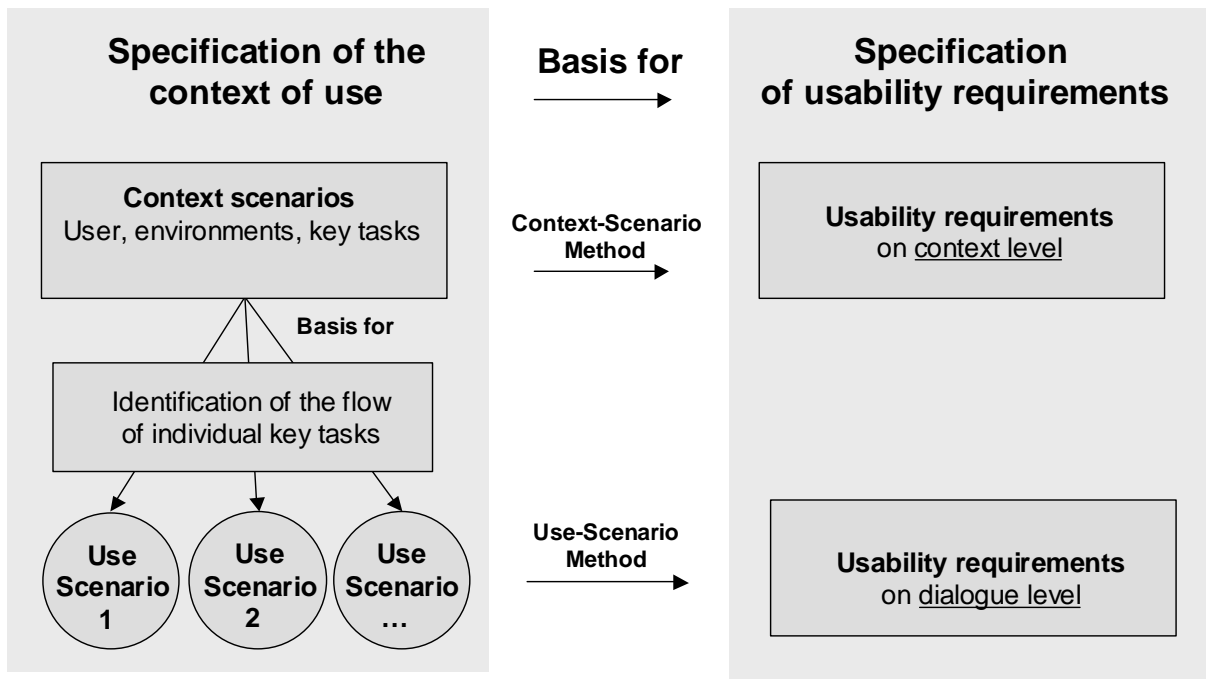 Specification of the
context of use
Basis for
Specification
of usability requirements
Context scenarios
User, environments, key tasks
Context-Scenario
Method
Usability requirements
on context level
Basis for
Identification of the flow
of individual key tasks
Use
Scenario
1
Use
Scenario
2
Use
Scenario
...
Use-Scenario
Method
Usability requirements
on dialogue level